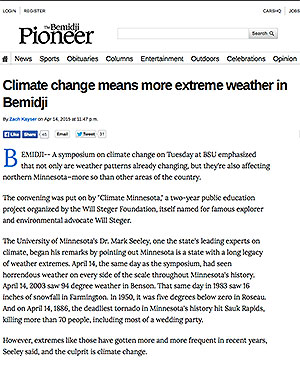 LOGIN | REGISTER
CARSHQ | JOBS
The Bemidji
Pioneer
Search
News Sports Obituaries Columns Entertainment Outdoors Celebrations Opinion
Climate change means more extreme weather in
Bemidji
By Zach Kayser on Apr 14, 2015 at 11:47 p.m.
Like Share 45 Email Tweet 31
BEMIDJI-- A symposium on climate change on Tuesday at BSU emphasized
that not only are weather patterns already changing, but they're also affecting
northern Minnesota–more so than other areas of the country.
The convening was put on by "Climate Minnesota," a two-year public education
project organized by the Will Steger Foundation, itself named for famous explorer
and environmental advocate Will Steger.
The University of Minnesota's Dr. Mark Seeley, one the state's leading experts on
climate, began his remarks by pointing out Minnesota is a state with a long legacy
of weather extremes. April 14, the same day as the symposium, had seen
horrendous weather on every side of the scale throughout Minnesota's history.
April 14, 2003 saw 94 degree weather in Benson. That same day in 1983 saw 16
inches of snowfall in Farmington. In 1950, it was five degrees below zero in Roseau.
And on April 14, 1886, the deadliest tornado in Minnesota's history hit Sauk Rapids,
killing more than 70 people, including most of a wedding party.
However, extremes like those have gotten more and more frequent in recent years,
Seeley said, and the culprit is climate change.